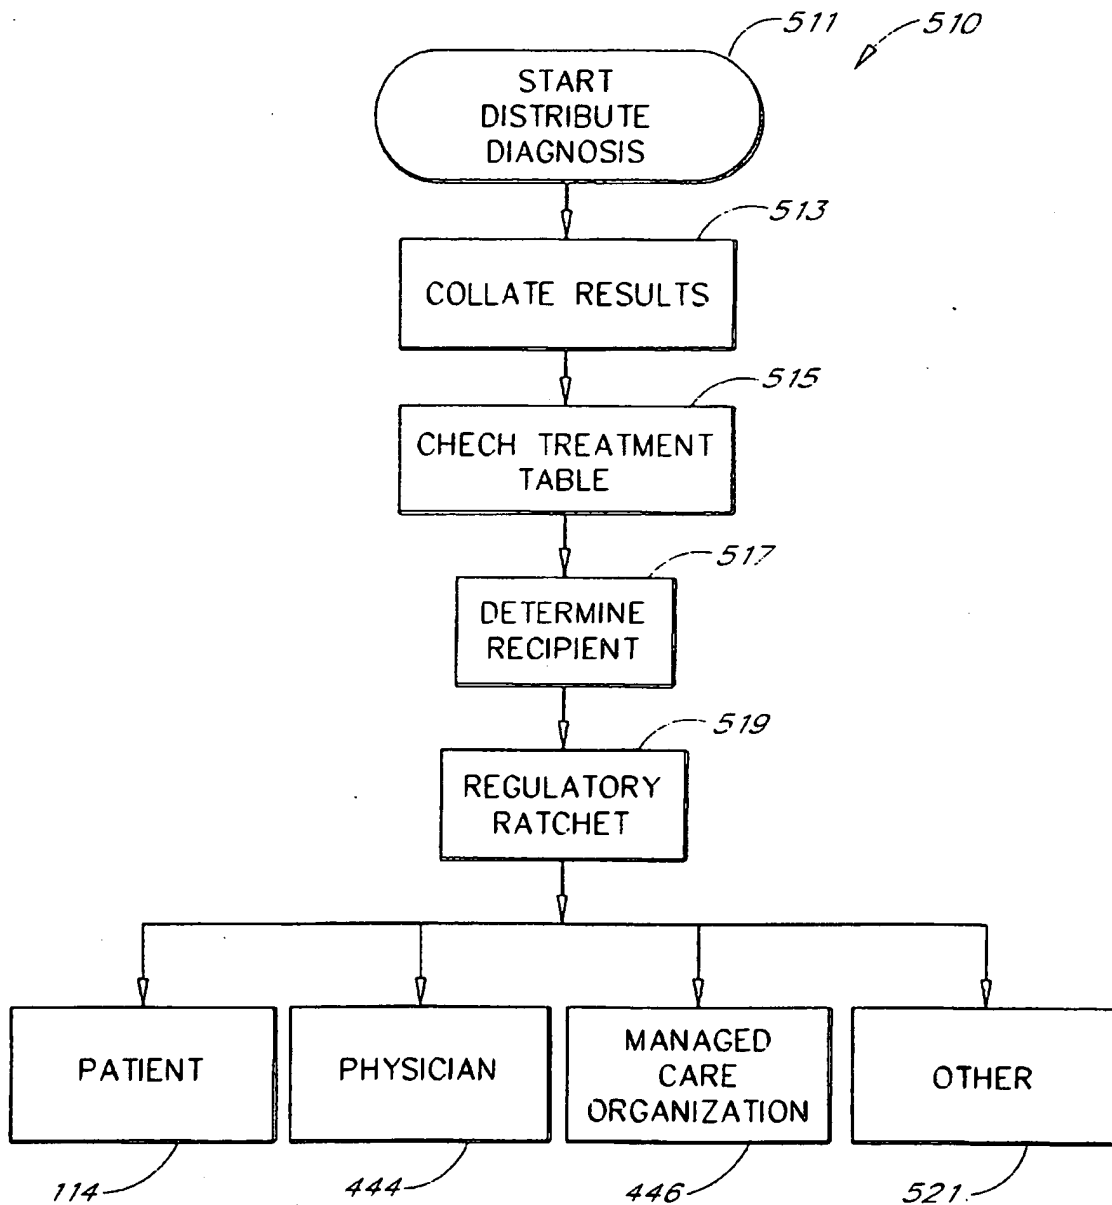 511
510
START
DISTRIBUTE
DIAGNOSIS
513
COLLATE RESULTS
515
CHECH TREATMENT
TABLE
517
DETERMINE
RECIPIENT
519
REGULATORY
RATCHET
PATIENT
PHYSICIAN
MANAGED
CARE
ORGANIZATION
OTHER
114
444
446
521